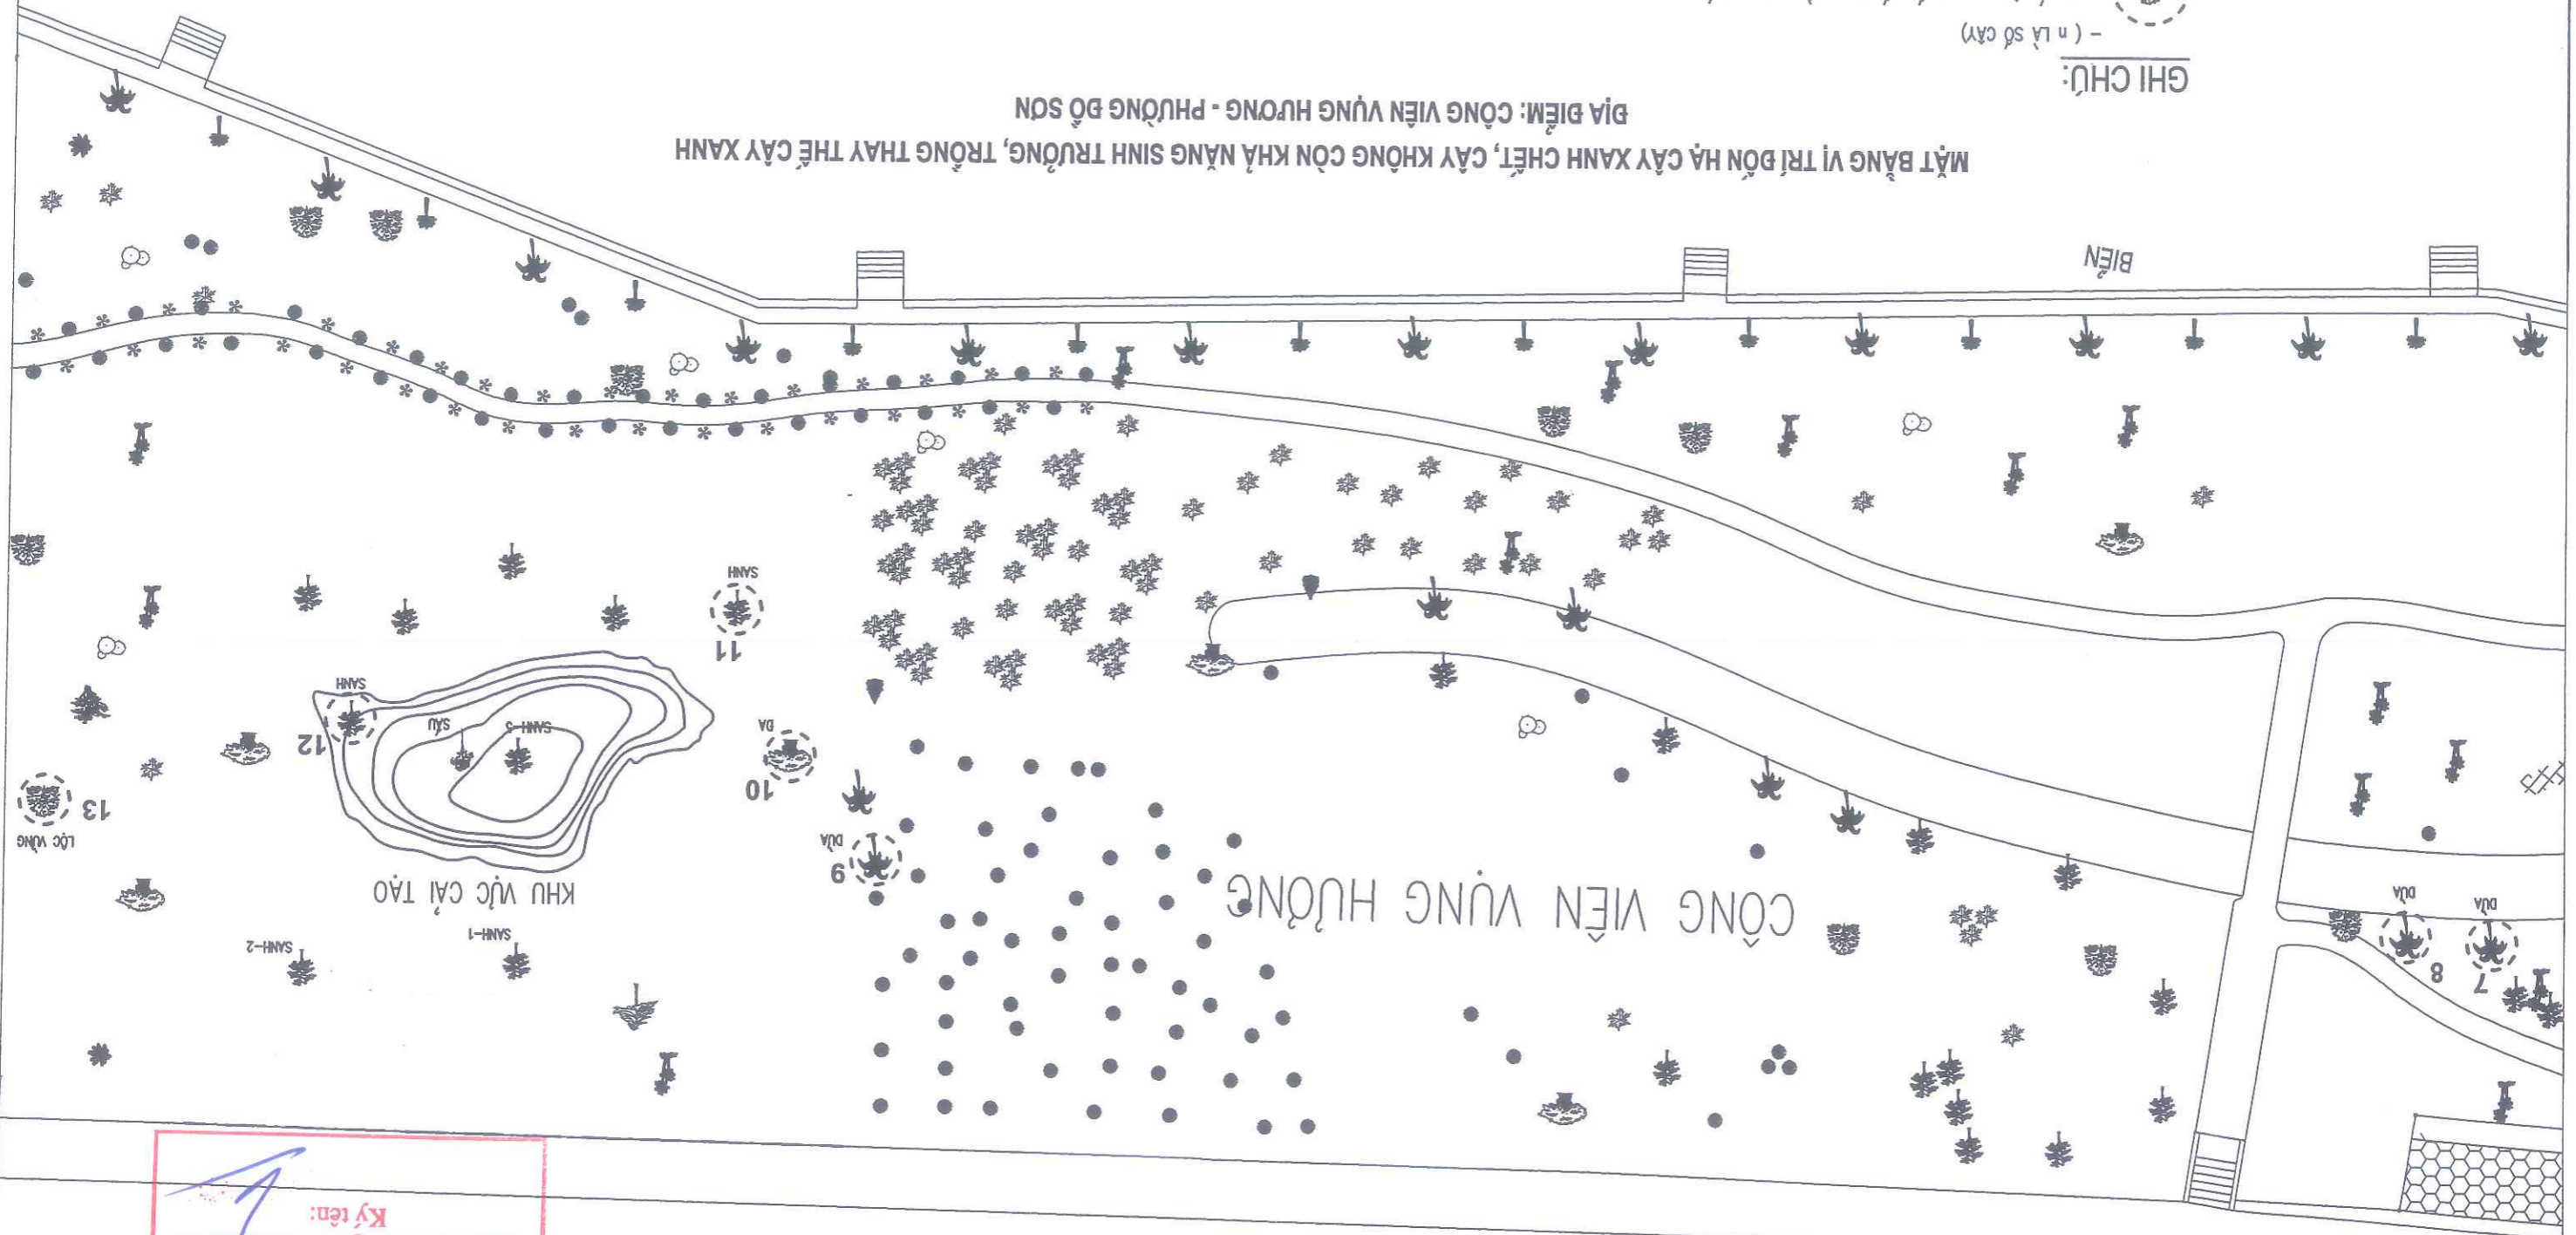 Ký tên:
7
8
DỪA
DỪA
SANH-1
SANH-2
CÔNG VIÊN VỤNG HƯỞNG
KHU VỰC CẢI TẠO
9
DỪA
LỘC VỪNG
13
10
ĐA
SANH-5
SẤU
12
SANH
11
SANH
BIỂN
MẶT BẰNG VỊ TRÍ ĐỐN HẠ CÂY XANH CHẾT, CÂY KHÔNG CÒN KHẢ NĂNG SINH TRƯỞNG, TRỒNG THAY THẾ CÂY XANH
ĐỊA ĐIỂM: CÔNG VIÊN VỤNG HƯƠNG - PHƯỜNG ĐỒ SƠN
GHI CHÚ:
- ( n LÀ SỐ CÂY)